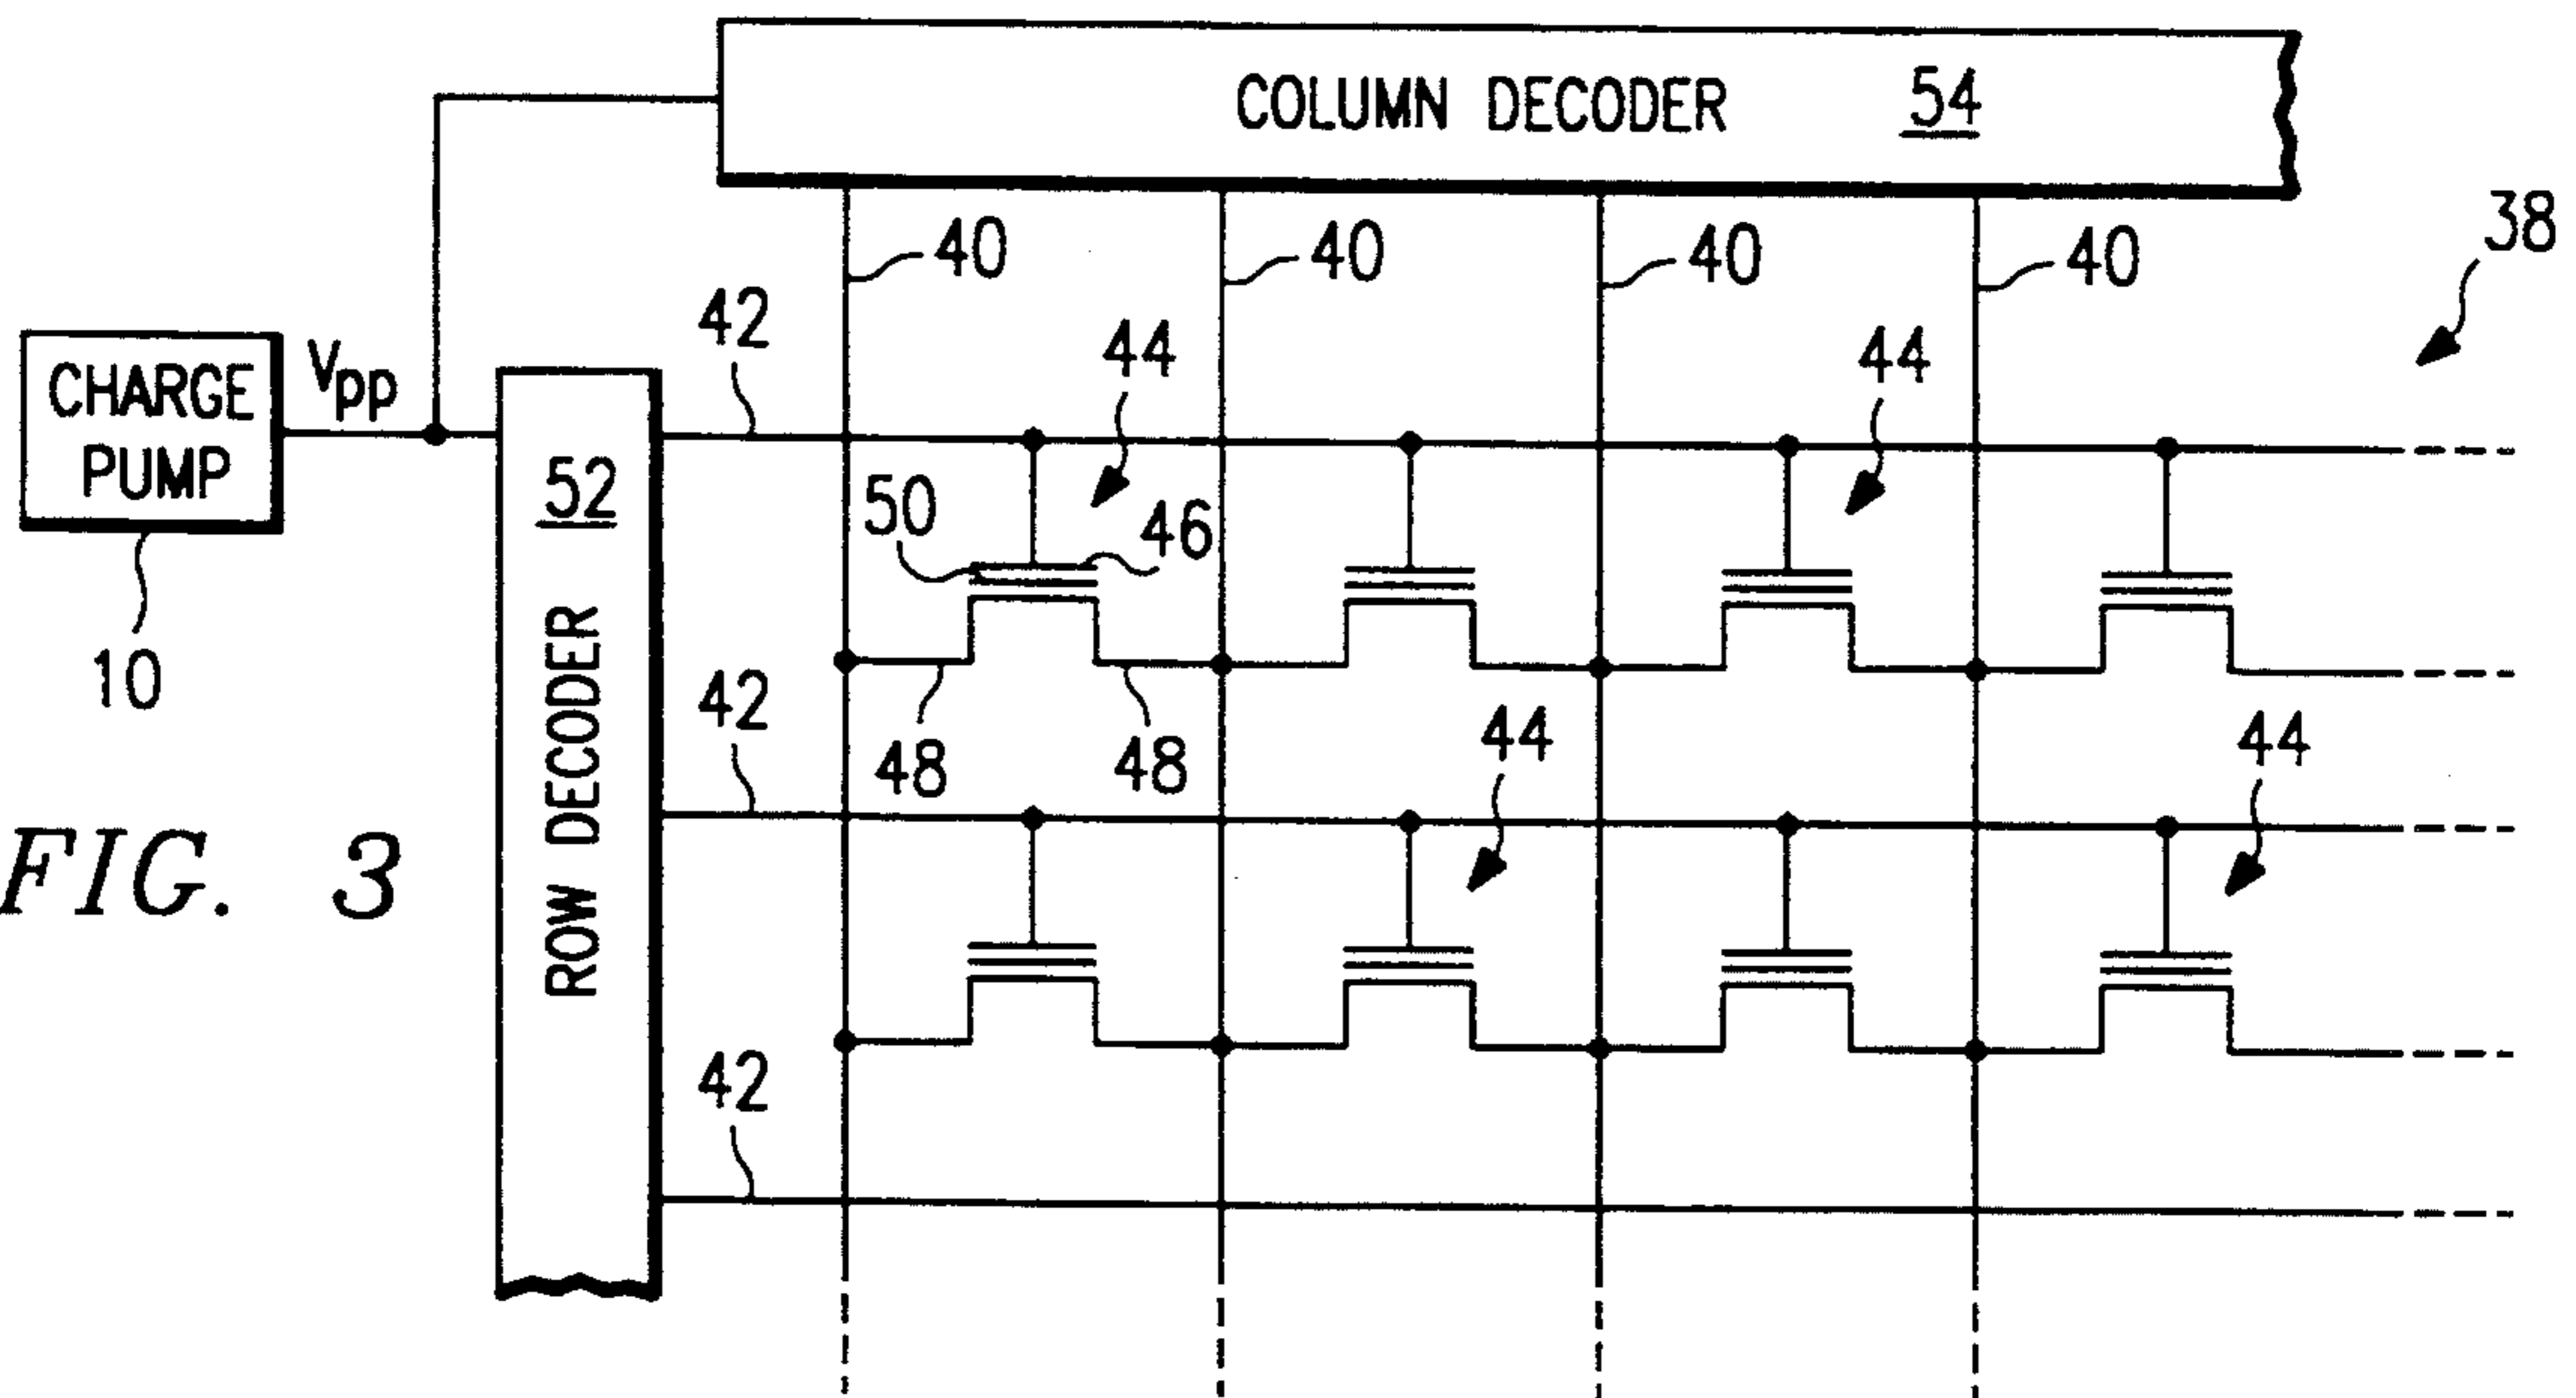 COLUMN DECODER 54
38
40 40 40 40
42
44 44
CHARGE
PUMP
Vpp
10
52
ROW DECODER
50 46
48 48
42
44 44
FIG. 3
42